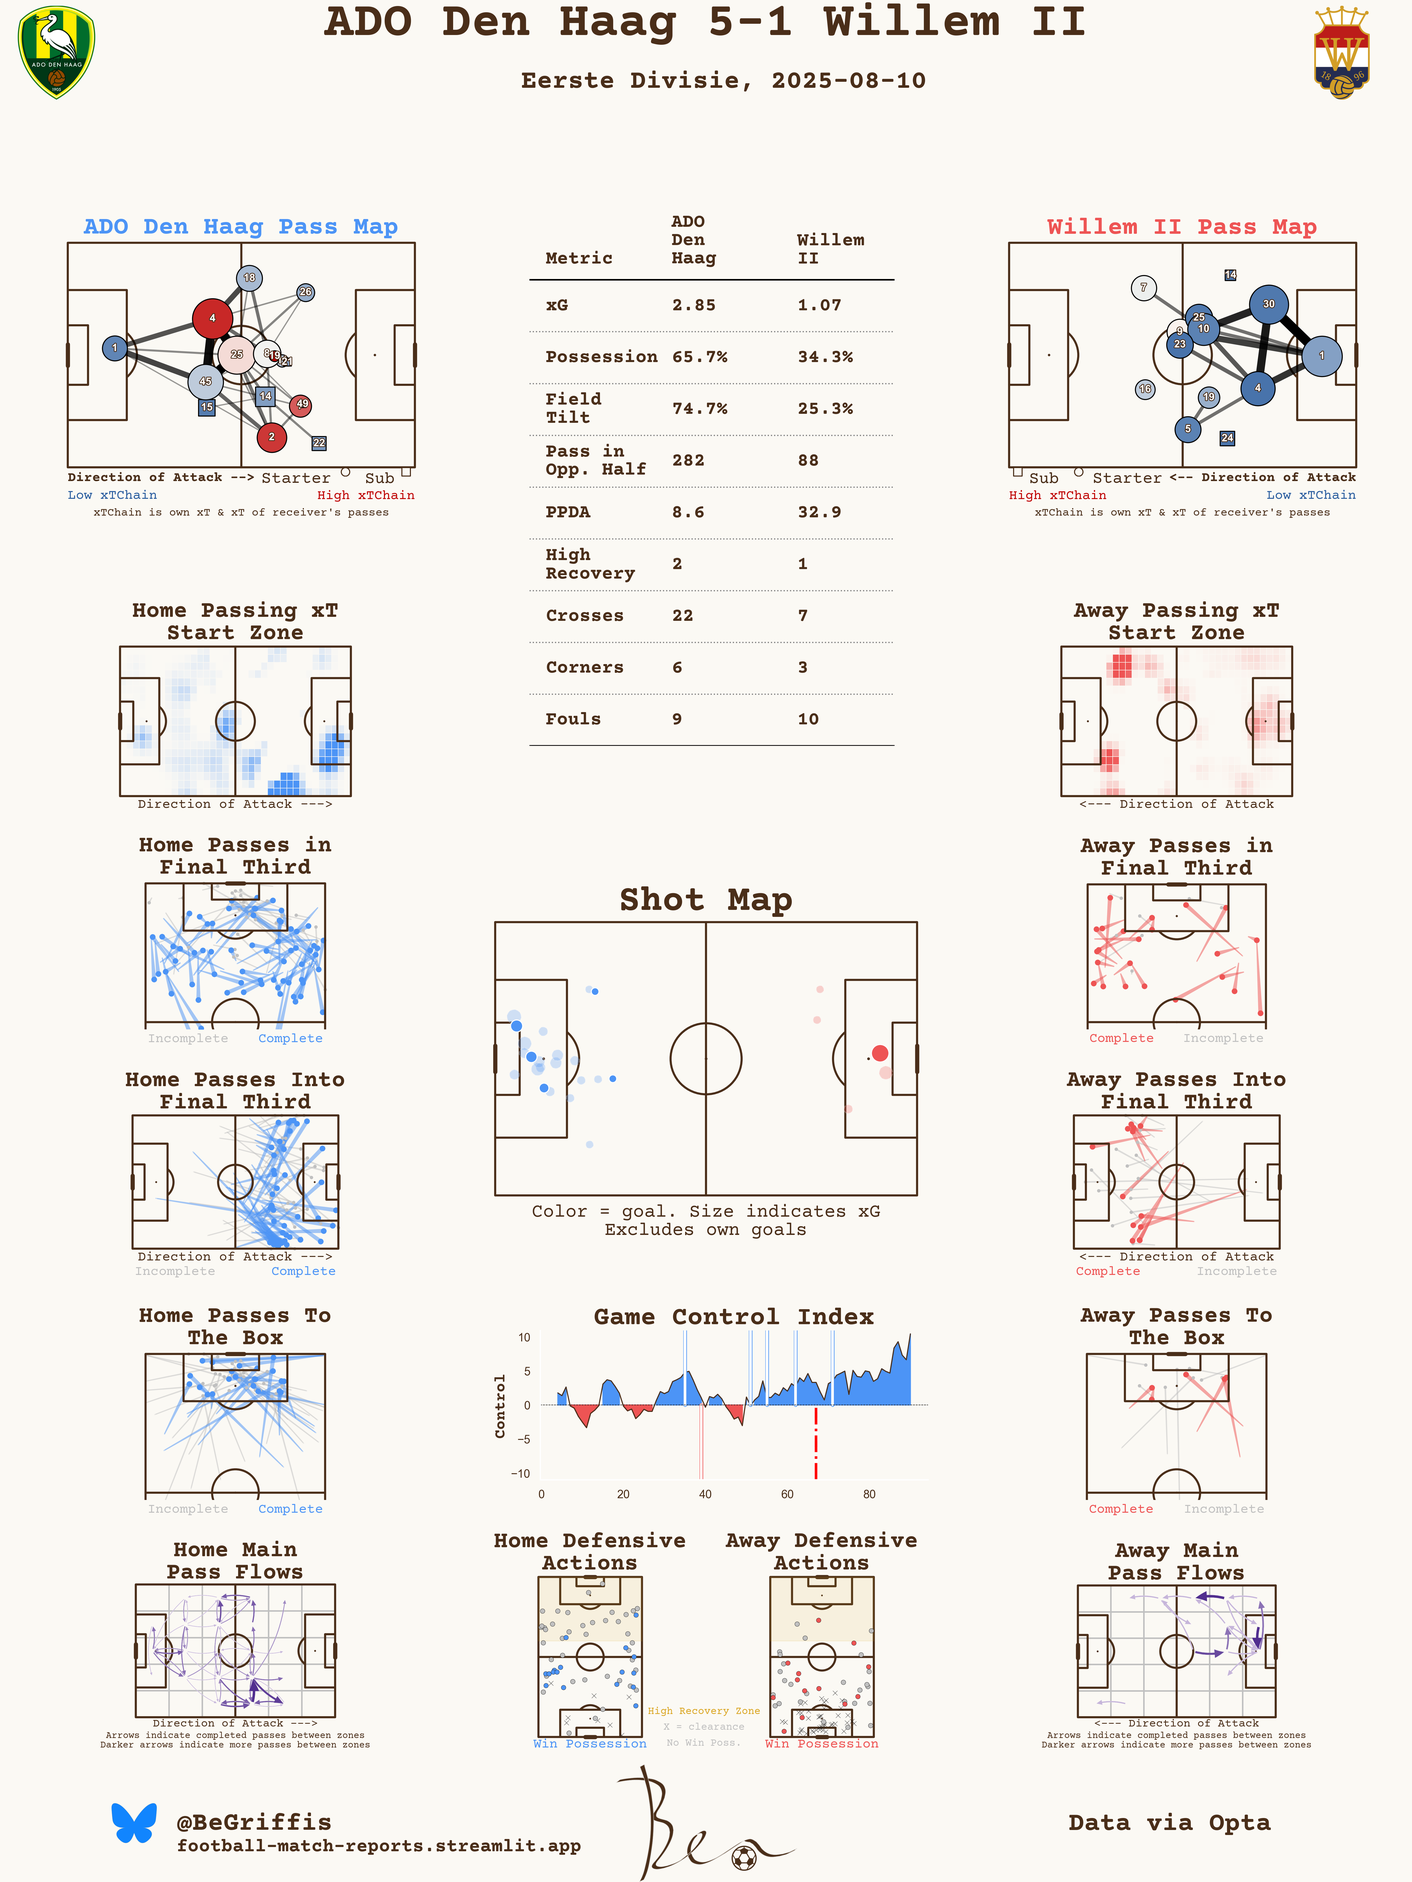 ADO Den Haag 5-1 Willem II
Eerste Divisie, 2025-08-10
ADO DEN HAAG
1905
18 96
ADO Den Haag Pass Map
1
4
18
26
25
8
19
21
45
15
14
49
2
22
Direction of Attack --> Starter Sub
Low xTChain High xTChain
xTChain is own xT & xT of receiver's passes
Metric ADO Den Haag Willem II
xG 2.85 1.07
Possession 65.7% 34.3%
Field Tilt 74.7% 25.3%
Pass in Opp. Half 282 88
PPDA 8.6 32.9
High Recovery 2 1
Crosses 22 7
Corners 6 3
Fouls 9 10
Willem II Pass Map
14
7
30
25
10
9
23
1
16
19
4
5
24
Sub Starter <-- Direction of Attack
High xTChain Low xTChain
xTChain is own xT & xT of receiver's passes
Home Passing xT
Start Zone
Direction of Attack --->
Away Passing xT
Start Zone
<--- Direction of Attack
Home Passes in
Final Third
Incomplete Complete
Shot Map
Color = goal. Size indicates xG
Excludes own goals
Away Passes in
Final Third
Complete Incomplete
Home Passes Into
Final Third
Direction of Attack --->
Incomplete Complete
Away Passes Into
Final Third
<--- Direction of Attack
Complete Incomplete
Home Passes To
The Box
Incomplete Complete
Game Control Index
Control
10
5
0
−5
−10
0 20 40 60 80
Away Passes To
The Box
Complete Incomplete
Home Main
Pass Flows
Direction of Attack --->
Arrows indicate completed passes between zones
Darker arrows indicate more passes between zones
Home Defensive
Actions
Win Possession
High Recovery Zone
X = clearance
No Win Poss.
Away Defensive
Actions
Win Possession
Away Main
Pass Flows
<--- Direction of Attack
Arrows indicate completed passes between zones
Darker arrows indicate more passes between zones
@BeGriffis
football-match-reports.streamlit.app
Ben
Data via Opta